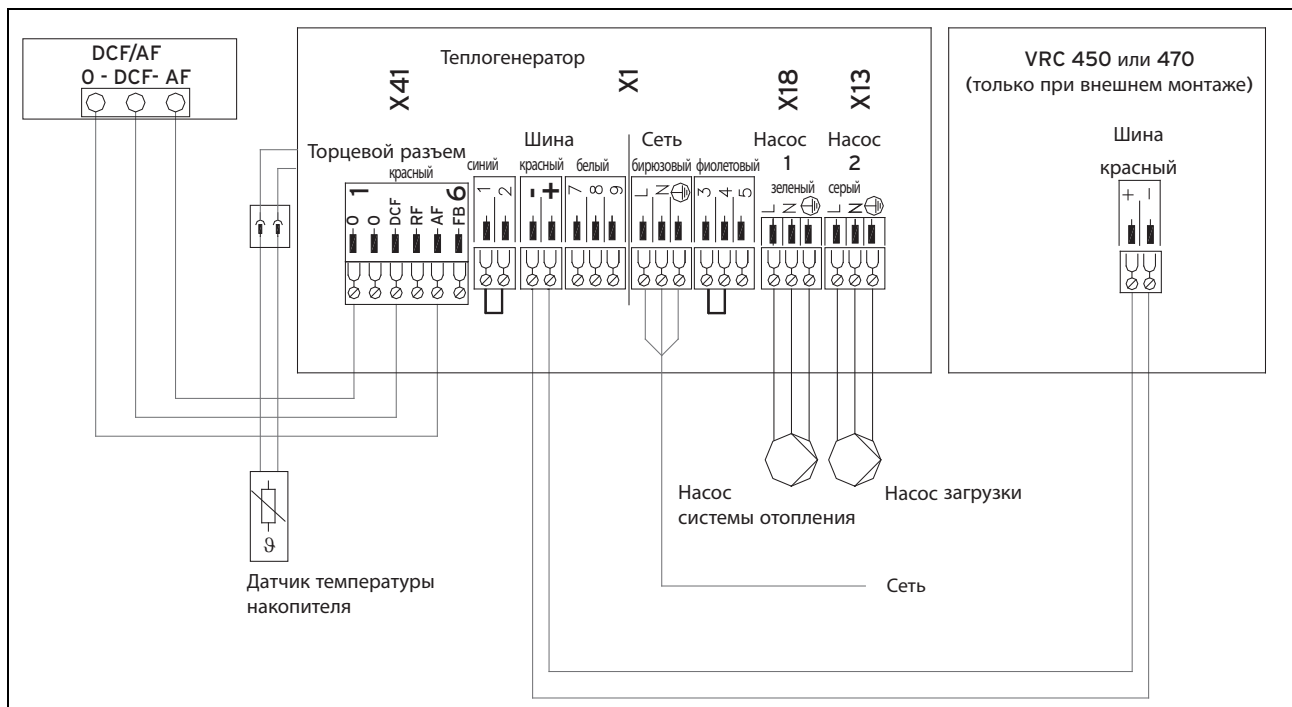 DCF/AF
0 - DCF- AF
Теплогенератор
X41
X1
X18
X13
VRC 450 или 470
(только при внешнем монтаже)
Торцевой разъем
красный
синий
Шина
красный
белый
Сеть
бирюзовый
фиолетовый
Насос
1
зеленый
Насос
2
серый
Шина
красный
1
6
0
0
DCF
RF
AF
FB
1
2
-
+
7
8
9
L
N
3
4
5
L
N
L
N
+
-
Насос
системы отопления
Насос загрузки
ϑ
Датчик температуры
накопителя
Сеть